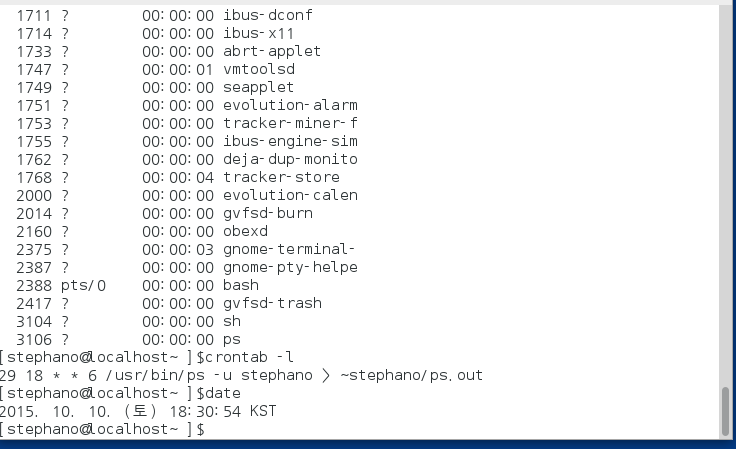 1711 ? 00:00:00 ibus-dconf
1714 ? 00:00:00 ibus-x11
1733 ? 00:00:00 abrt-applet
1747 ? 00:00:01 vmtoolsd
1749 ? 00:00:00 seapplet
1751 ? 00:00:00 evolution-alarm
1753 ? 00:00:00 tracker-miner-f
1755 ? 00:00:00 ibus-engine-sim
1762 ? 00:00:00 deja-dup-monito
1768 ? 00:00:04 tracker-store
2000 ? 00:00:00 evolution-calen
2014 ? 00:00:00 gvfsd-burn
2160 ? 00:00:00 obexd
2375 ? 00:00:03 gnome-terminal-
2387 ? 00:00:00 gnome-pty-helpe
2388 pts/0 00:00:00 bash
2417 ? 00:00:00 gvfsd-trash
3104 ? 00:00:00 sh
3106 ? 00:00:00 ps
[stephano@localhost~ ]$crontab -l
29 18 * * 6 /usr/bin/ps -u stephano > ~stephano/ps.out
[stephano@localhost~ ]$date
2015. 10. 10. (토) 18:30:54 KST
[stephano@localhost~ ]$